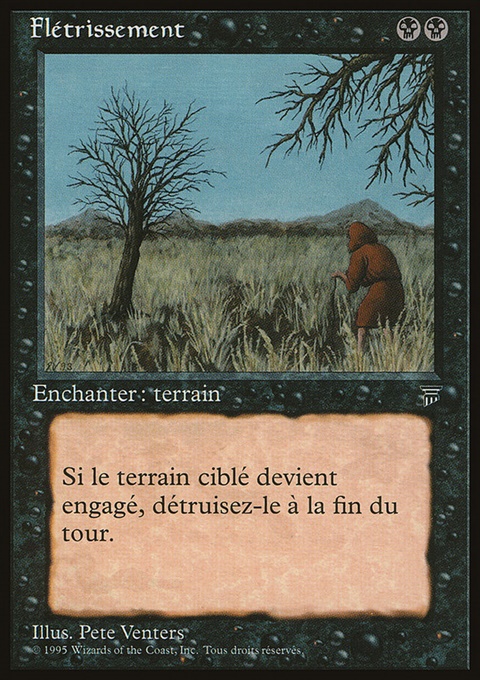 Flétrissement
Enchanter : terrain
Si le terrain ciblé devient
engagé, détruisez-le à la fin du
tour.
Illus. Pete Venters
© 1995 Wizards of the Coast, Inc. Tous droits réservés.